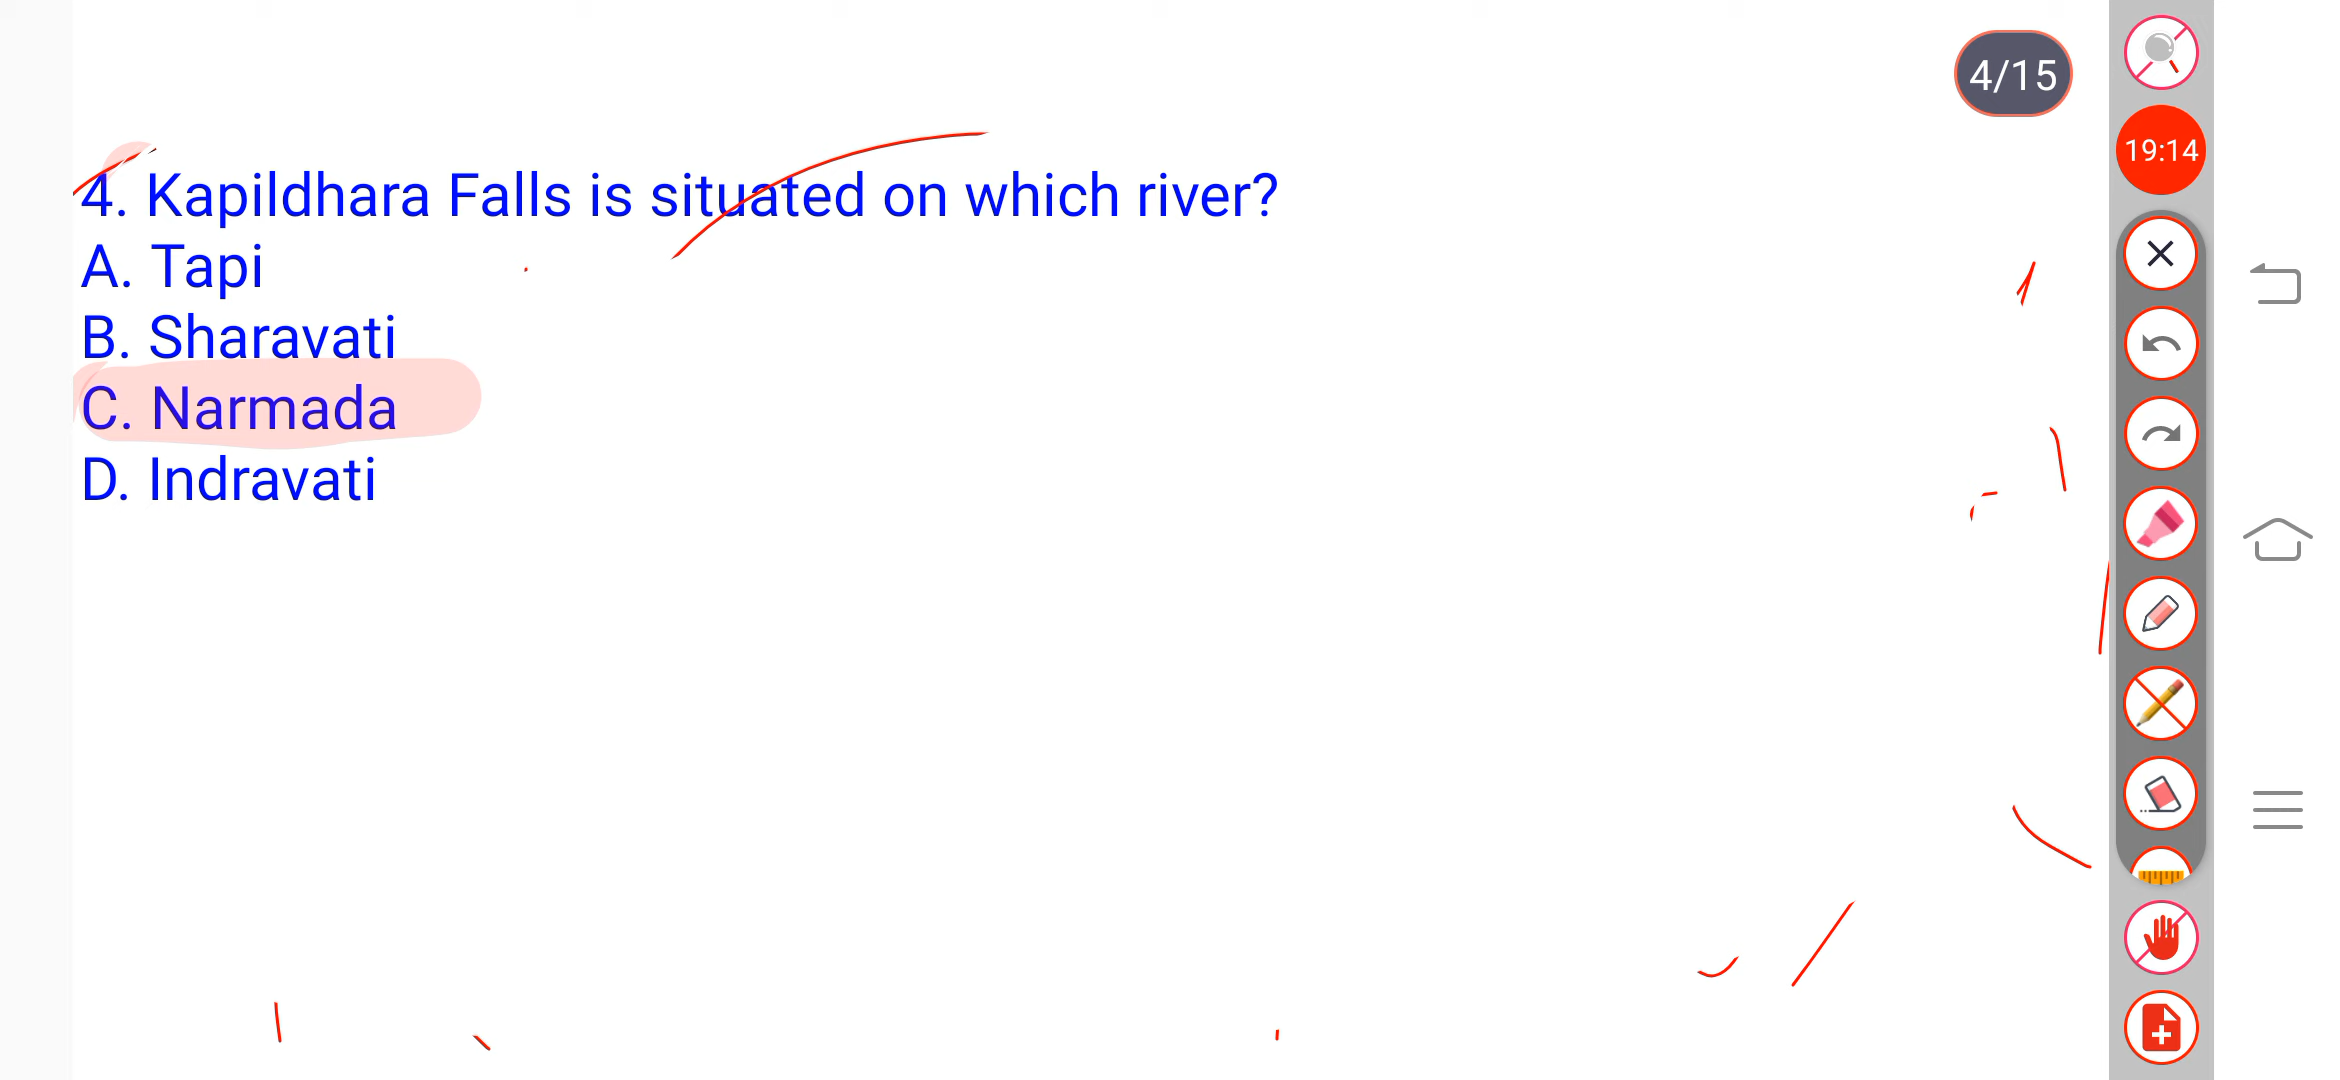 4/15
19:14
4. Kapildhara Falls is situated on which river?
A. Tapi
B. Sharavati
C. Narmada
D. Indravati